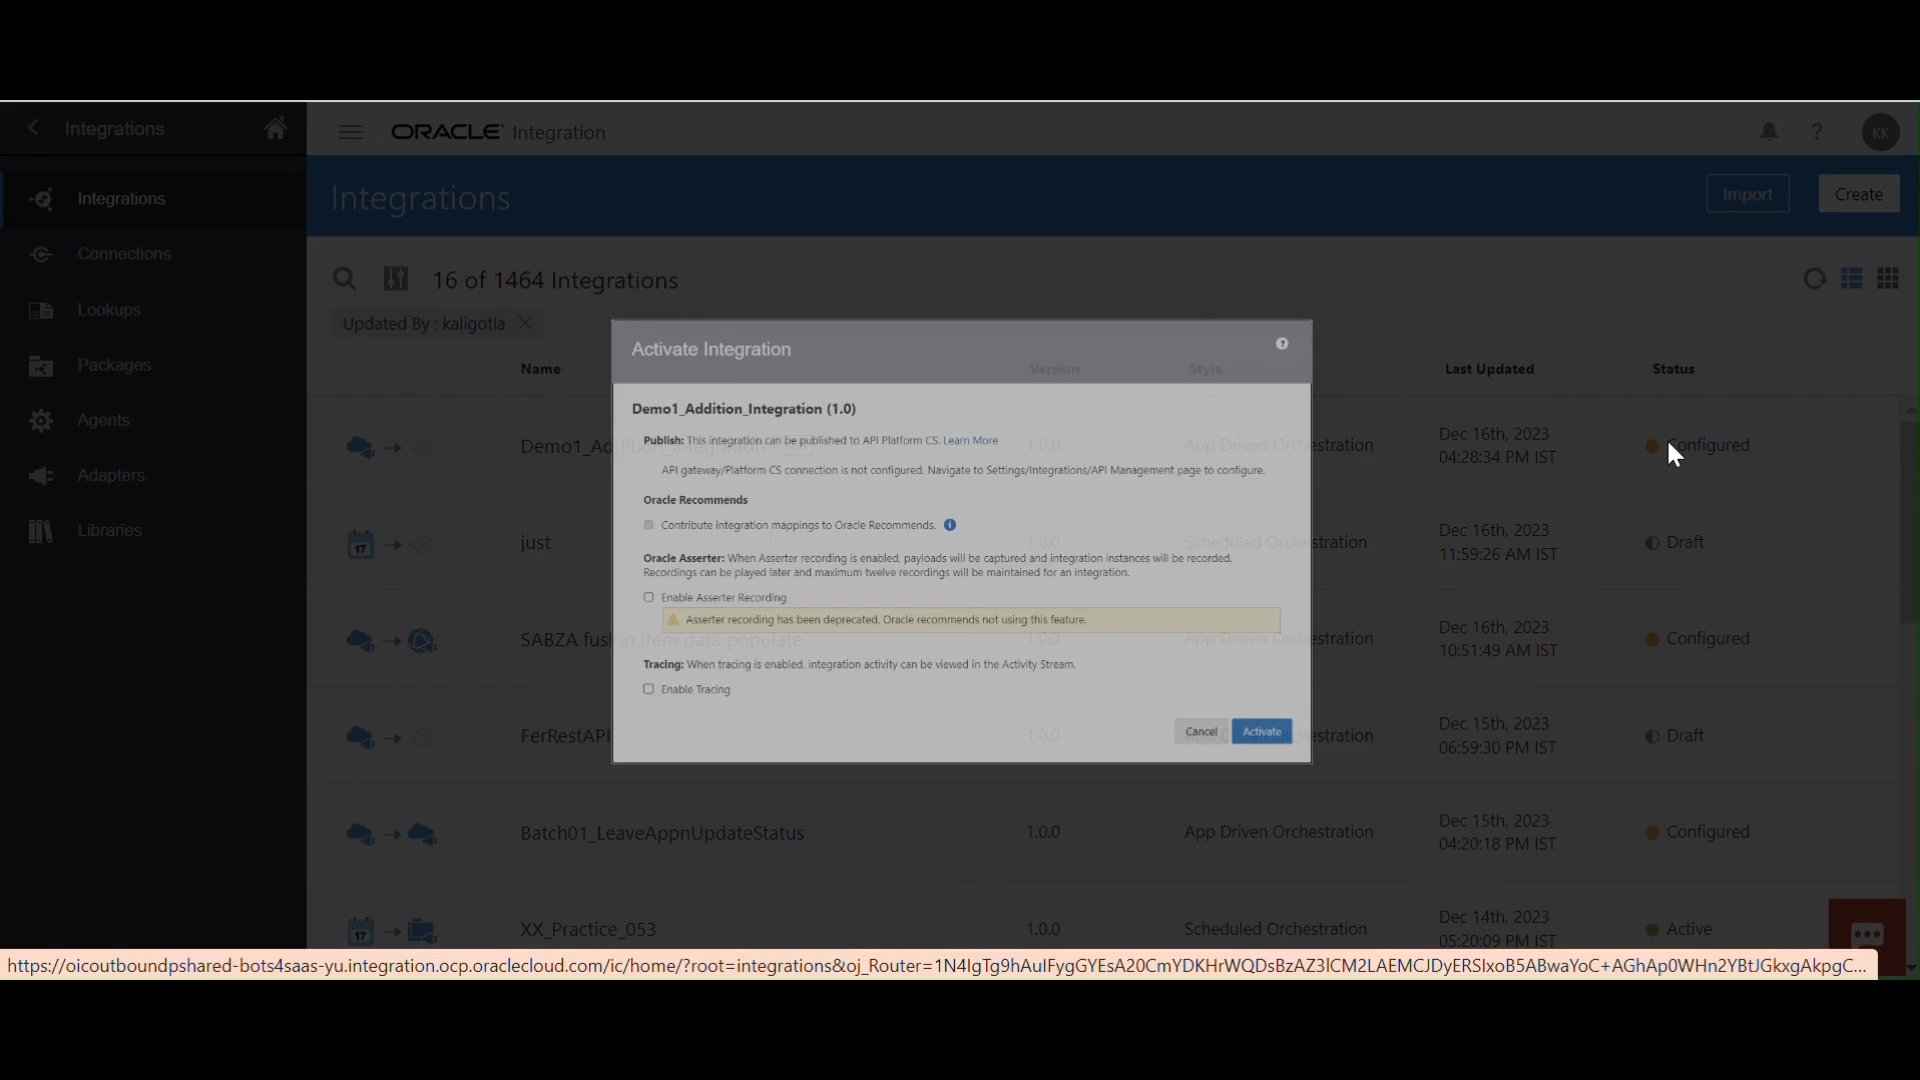 Integrations
ORACLE Integration
KK
Integrations
Integrations
Import
Create
Connections
Lookups
Packages
Agents
Adapters
Libraries
16 of 1464 Integrations
Updated By : kaligotla
Name
Version
Style
Last Updated
Status
Activate Integration
Demo1_Addition_Integration (1.0)
Publish: This integration can be published to API Platform CS. Learn More
API gateway/Platform CS connection is not configured. Navigate to Settings/Integrations/API Management page to configure.
Oracle Recommends
Contribute integration mappings to Oracle Recommends.
Oracle Asserter: When Asserter recording is enabled, payloads will be captured and integration instances will be recorded.
Recordings can be played later and maximum twelve recordings will be maintained for an integration.
Enable Asserter Recording
Asserter recording has been deprecated, Oracle recommends not using this feature.
Tracing: When tracing is enabled, integration activity can be viewed in the Activity Stream.
Enable Tracing
Cancel
Activate
Demo1_Addition_Integration
1.0.0
App Driven Orchestration
Dec 16th, 2023
04:28:34 PM IST
Configured
17
just
1.0.0
Scheduled Orchestration
Dec 16th, 2023
11:59:26 AM IST
Draft
SABZA fusion item data populate
1.0.0
App Driven Orchestration
Dec 16th, 2023
10:51:49 AM IST
Configured
FerRestAPI
1.0.0
Orchestration
Dec 15th, 2023
06:59:30 PM IST
Draft
Batch01_LeaveAppnUpdateStatus
1.0.0
App Driven Orchestration
Dec 15th, 2023
04:20:18 PM IST
Configured
17
XX_Practice_053
1.0.0
Scheduled Orchestration
Dec 14th, 2023
05:20:09 PM IST
Active
https://oicoutboundpshared-bots4saas-yu.integration.ocp.oraclecloud.com/ic/home/?root=integrations&oj_Router=1N4IgTg9hAuIFygGYEsA20CmYDKHrWQDsBzAZ3lCM2LAEMCJDyERSIxoB5ABwaYoC+AGhAp0WHn2YBtJGkxgAkpgC...